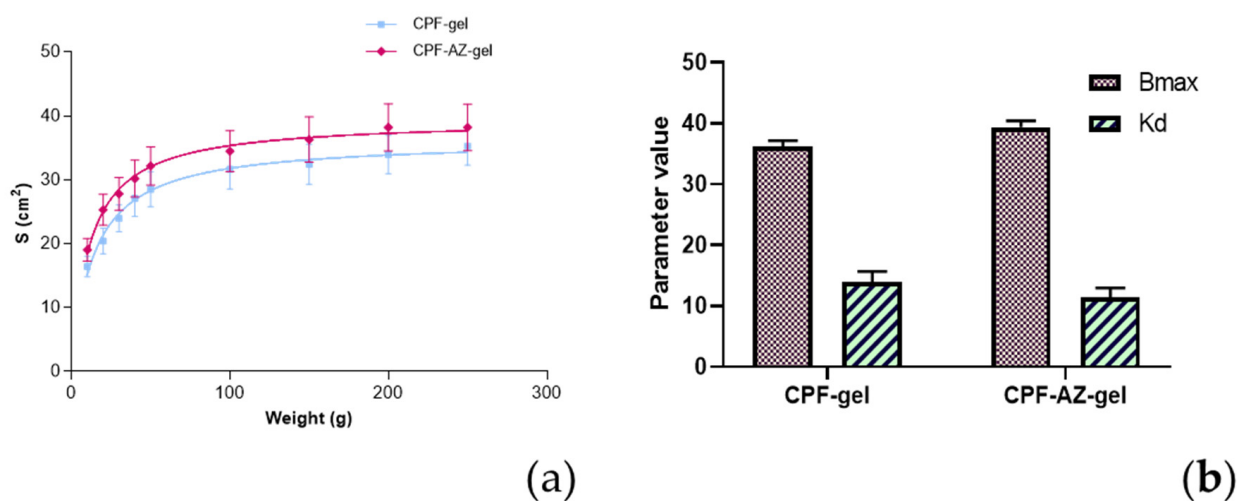 CPF-gel
CPF-AZ-gel
50
40
30
20
10
0
S (cm²)
0 100 200 300
Weight (g)
(a)
50
40
30
20
10
0
Parameter value
Bmax
Kd
CPF-gel CPF-AZ-gel
(b)